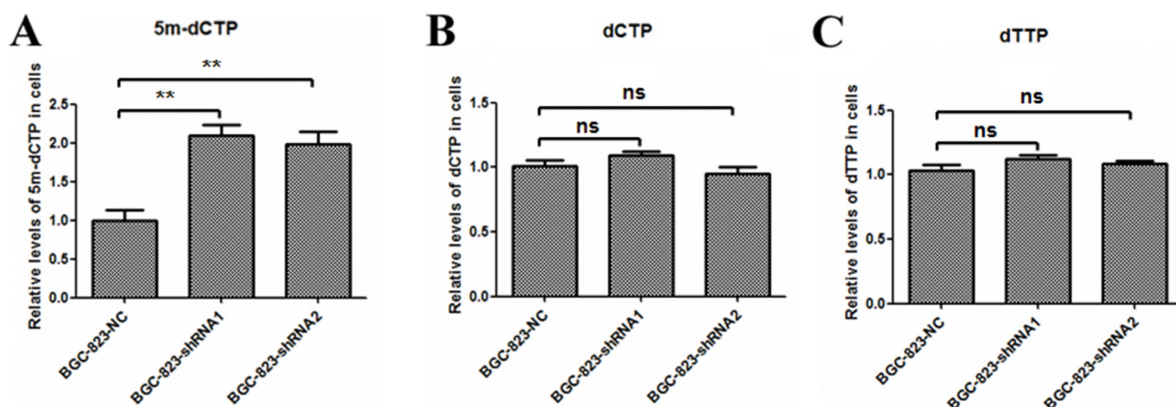 A
5m-dCTP
**
**
Relative levels of 5m-dCTP in cells
2.5
2.0
1.5
1.0
0.5
0.0
BGC-823-NC
BGC-823-shRNA1
BGC-823-shRNA2
B
dCTP
ns
ns
Relative levels of dCTP in cells
1.5
1.0
0.5
0.0
BGC-823-NC
BGC-823-shRNA1
BGC-823-shRNA2
C
dTTP
ns
ns
Relative levels of dTTP in cells
1.5
1.0
0.5
0.0
BGC-823-NC
BGC-823-shRNA1
BGC-823-shRNA2